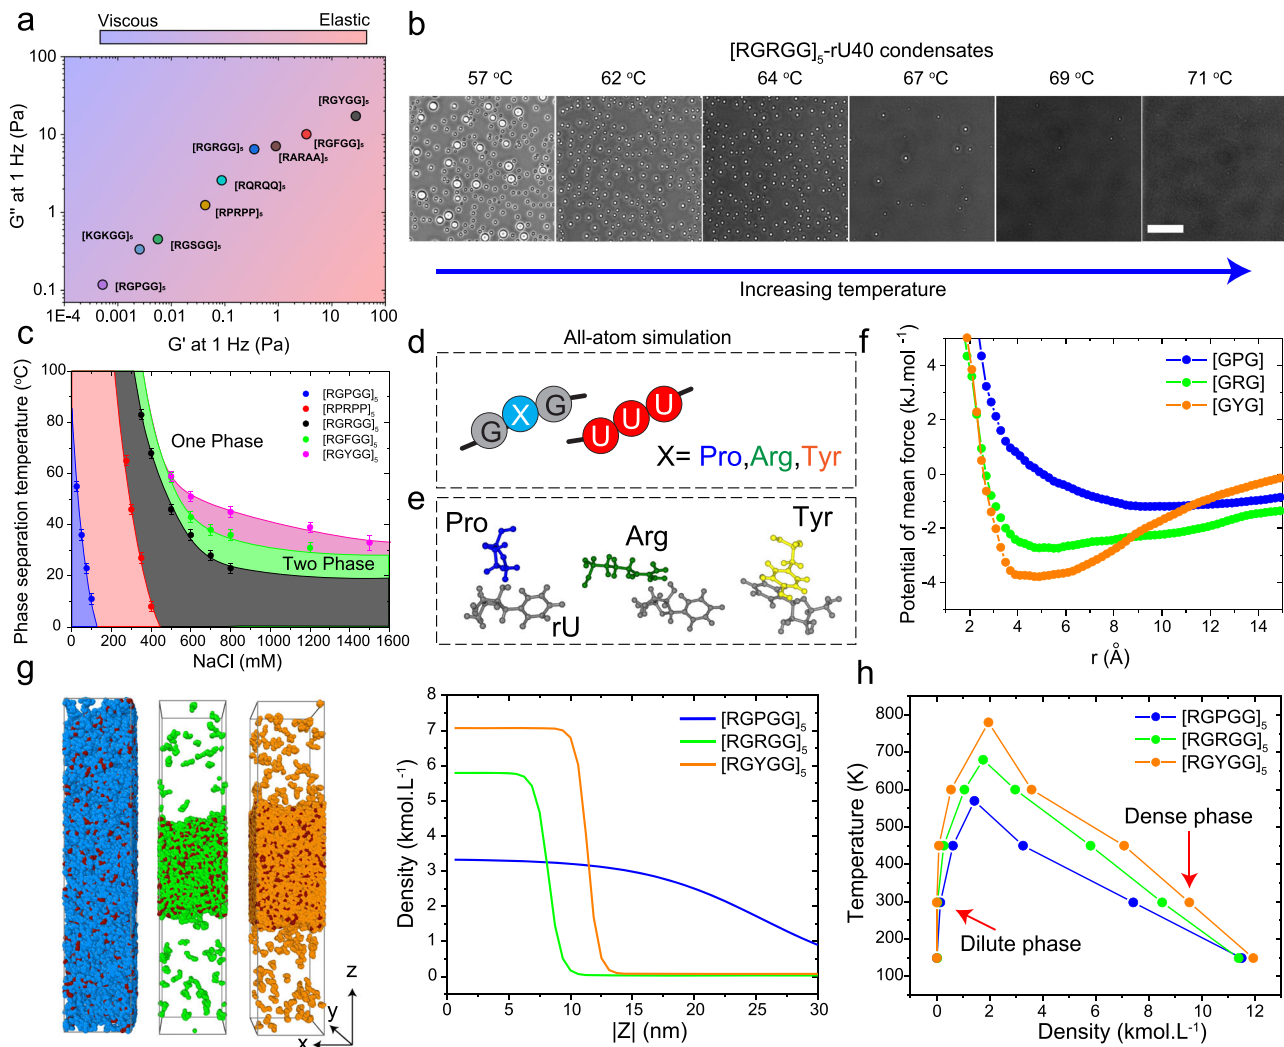 a
Viscous
Elastic
100
10
1
0.1
G'' at 1 Hz (Pa)
[RGYGG]₅
[RGFGG]₅
[RGRGG]₅
[RARAA]₅
[RQRQQ]₅
[RPRPP]₅
[KGKGG]₅
[RGSGG]₅
[RGPGG]₅
1E-4 0.001 0.01 0.1 1 10 100
G' at 1 Hz (Pa)
b
[RGRGG]₅-rU40 condensates
57 °C 62 °C 64 °C 67 °C 69 °C 71 °C
Increasing temperature
c
Phase separation temperature (°C)
100
80
60
40
20
0
[RGPGG]₅
[RPRPP]₅
[RGRGG]₅
[RGFGG]₅
[RGYGG]₅
One Phase
Two Phase
0 200 400 600 800 1000 1200 1400 1600
NaCl (mM)
d
All-atom simulation
G X G U U U
X= Pro,Arg,Tyr
e
Pro
Arg
Tyr
rU
f
Potential of mean force (kJ.mol -1)
4
2
0
-2
-4
[GPG]
[GRG]
[GYG]
2 4 6 8 10 12 14
r (Å)
g
z
y
x
Density (kmol.L-1)
8
7
6
5
4
3
2
1
0
[RGPGG]₅
[RGRGG]₅
[RGYGG]₅
0 5 10 15 20 25 30
|Z| (nm)
h
Temperature (K)
800
700
600
500
400
300
200
100
[RGPGG]₅
[RGRGG]₅
[RGYGG]₅
Dense phase
Dilute phase
0 2 4 6 8 10 12
Density (kmol.L-1)